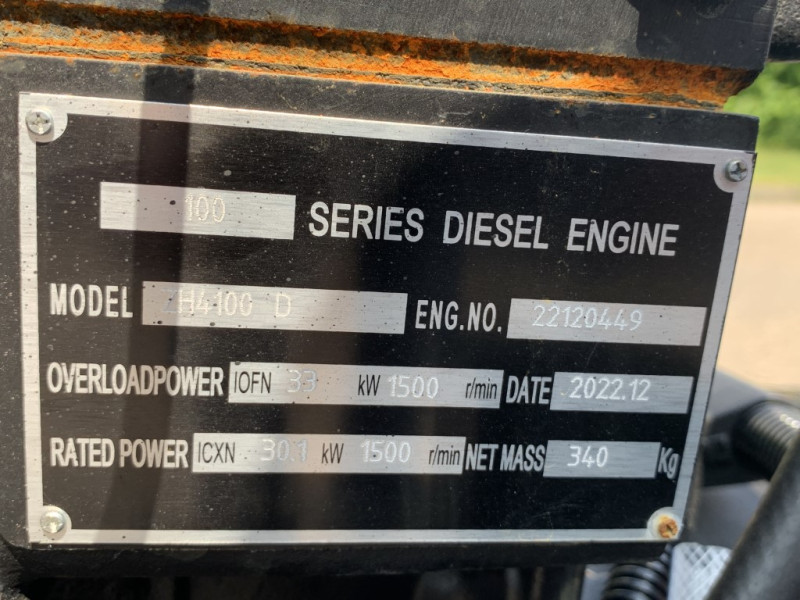 100 SERIES DIESEL ENGINE
MODEL ZH4100 D ENG.NO. 22120449
OVERLOADPOWER IOFN 33 kW 1500 r/min DATE 2022.12
RATED POWER ICXN 30.1 kW 1500 r/min NET MASS 340 Kg